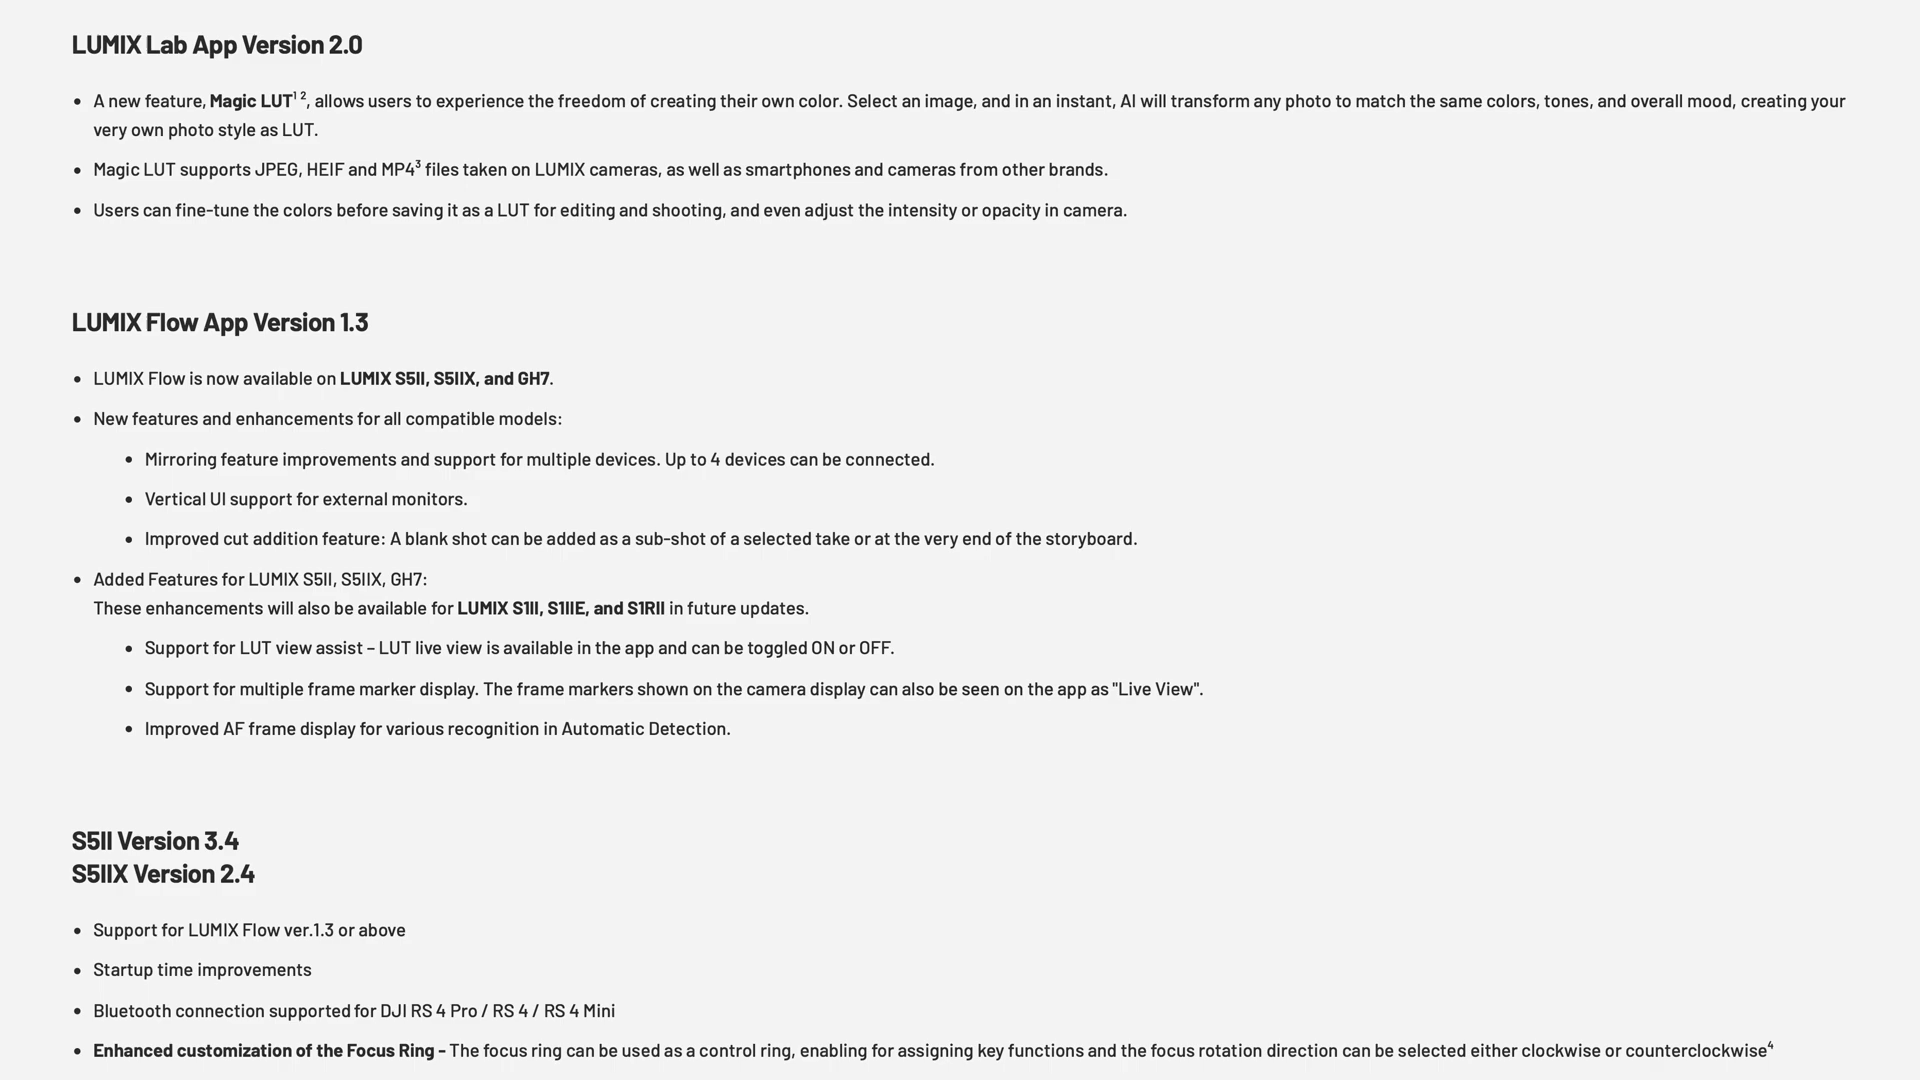 LUMIX Lab App Version 2.0
• A new feature, Magic LUT¹ ², allows users to experience the freedom of creating their own color. Select an image, and in an instant, AI will transform any photo to match the same colors, tones, and overall mood, creating your
very own photo style as LUT.
• Magic LUT supports JPEG, HEIF and MP4³ files taken on LUMIX cameras, as well as smartphones and cameras from other brands.
• Users can fine-tune the colors before saving it as a LUT for editing and shooting, and even adjust the intensity or opacity in camera.
LUMIX Flow App Version 1.3
• LUMIX Flow is now available on LUMIX S5II, S5IIX, and GH7.
• New features and enhancements for all compatible models:
• Mirroring feature improvements and support for multiple devices. Up to 4 devices can be connected.
• Vertical UI support for external monitors.
• Improved cut addition feature: A blank shot can be added as a sub-shot of a selected take or at the very end of the storyboard.
• Added Features for LUMIX S5II, S5IIX, GH7:
These enhancements will also be available for LUMIX S1II, S1IIE, and S1RII in future updates.
• Support for LUT view assist – LUT live view is available in the app and can be toggled ON or OFF.
• Support for multiple frame marker display. The frame markers shown on the camera display can also be seen on the app as "Live View".
• Improved AF frame display for various recognition in Automatic Detection.
S5II Version 3.4
S5IIX Version 2.4
• Support for LUMIX Flow ver.1.3 or above
• Startup time improvements
• Bluetooth connection supported for DJI RS 4 Pro / RS 4 / RS 4 Mini
• Enhanced customization of the Focus Ring - The focus ring can be used as a control ring, enabling for assigning key functions and the focus rotation direction can be selected either clockwise or counterclockwise⁴